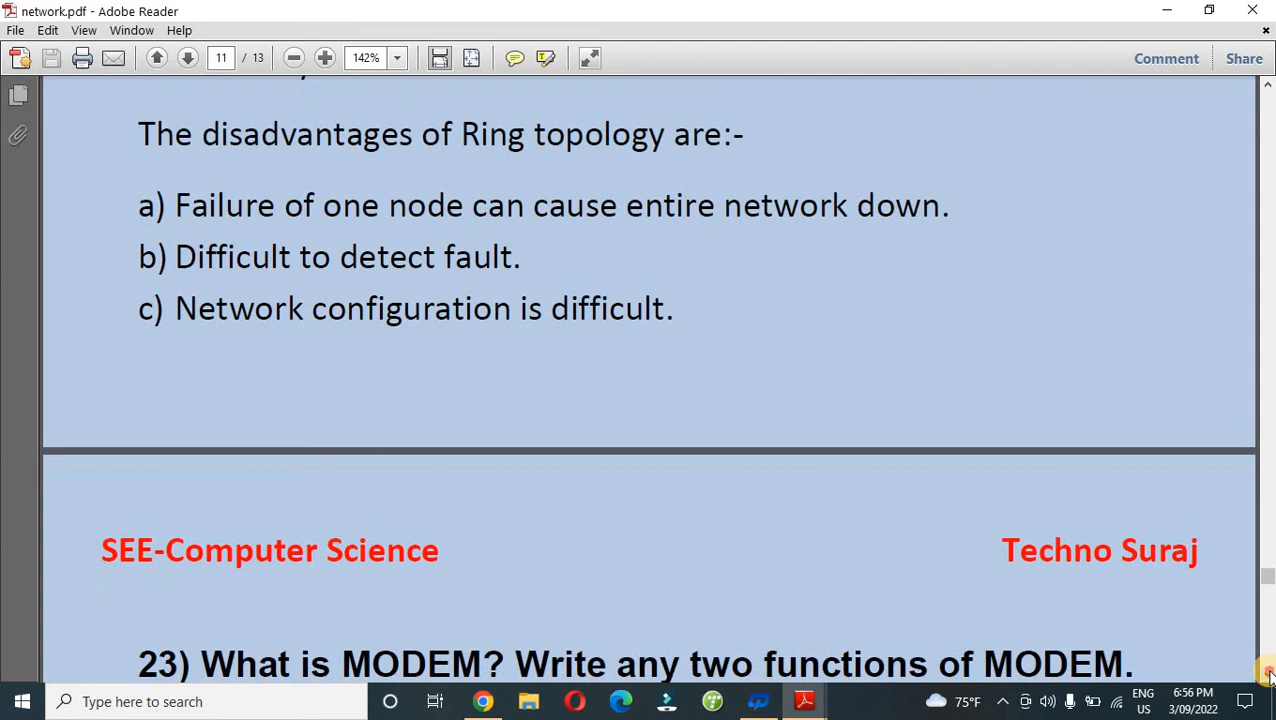 network.pdf - Adobe Reader
File Edit View Window Help
11 / 13 142% Comment Share
The disadvantages of Ring topology are:-
a) Failure of one node can cause entire network down.
b) Difficult to detect fault.
c) Network configuration is difficult.
SEE-Computer Science Techno Suraj
23) What is MODEM? Write any two functions of MODEM.
Type here to search 75°F ENG 6:56 PM
US 3/09/2022